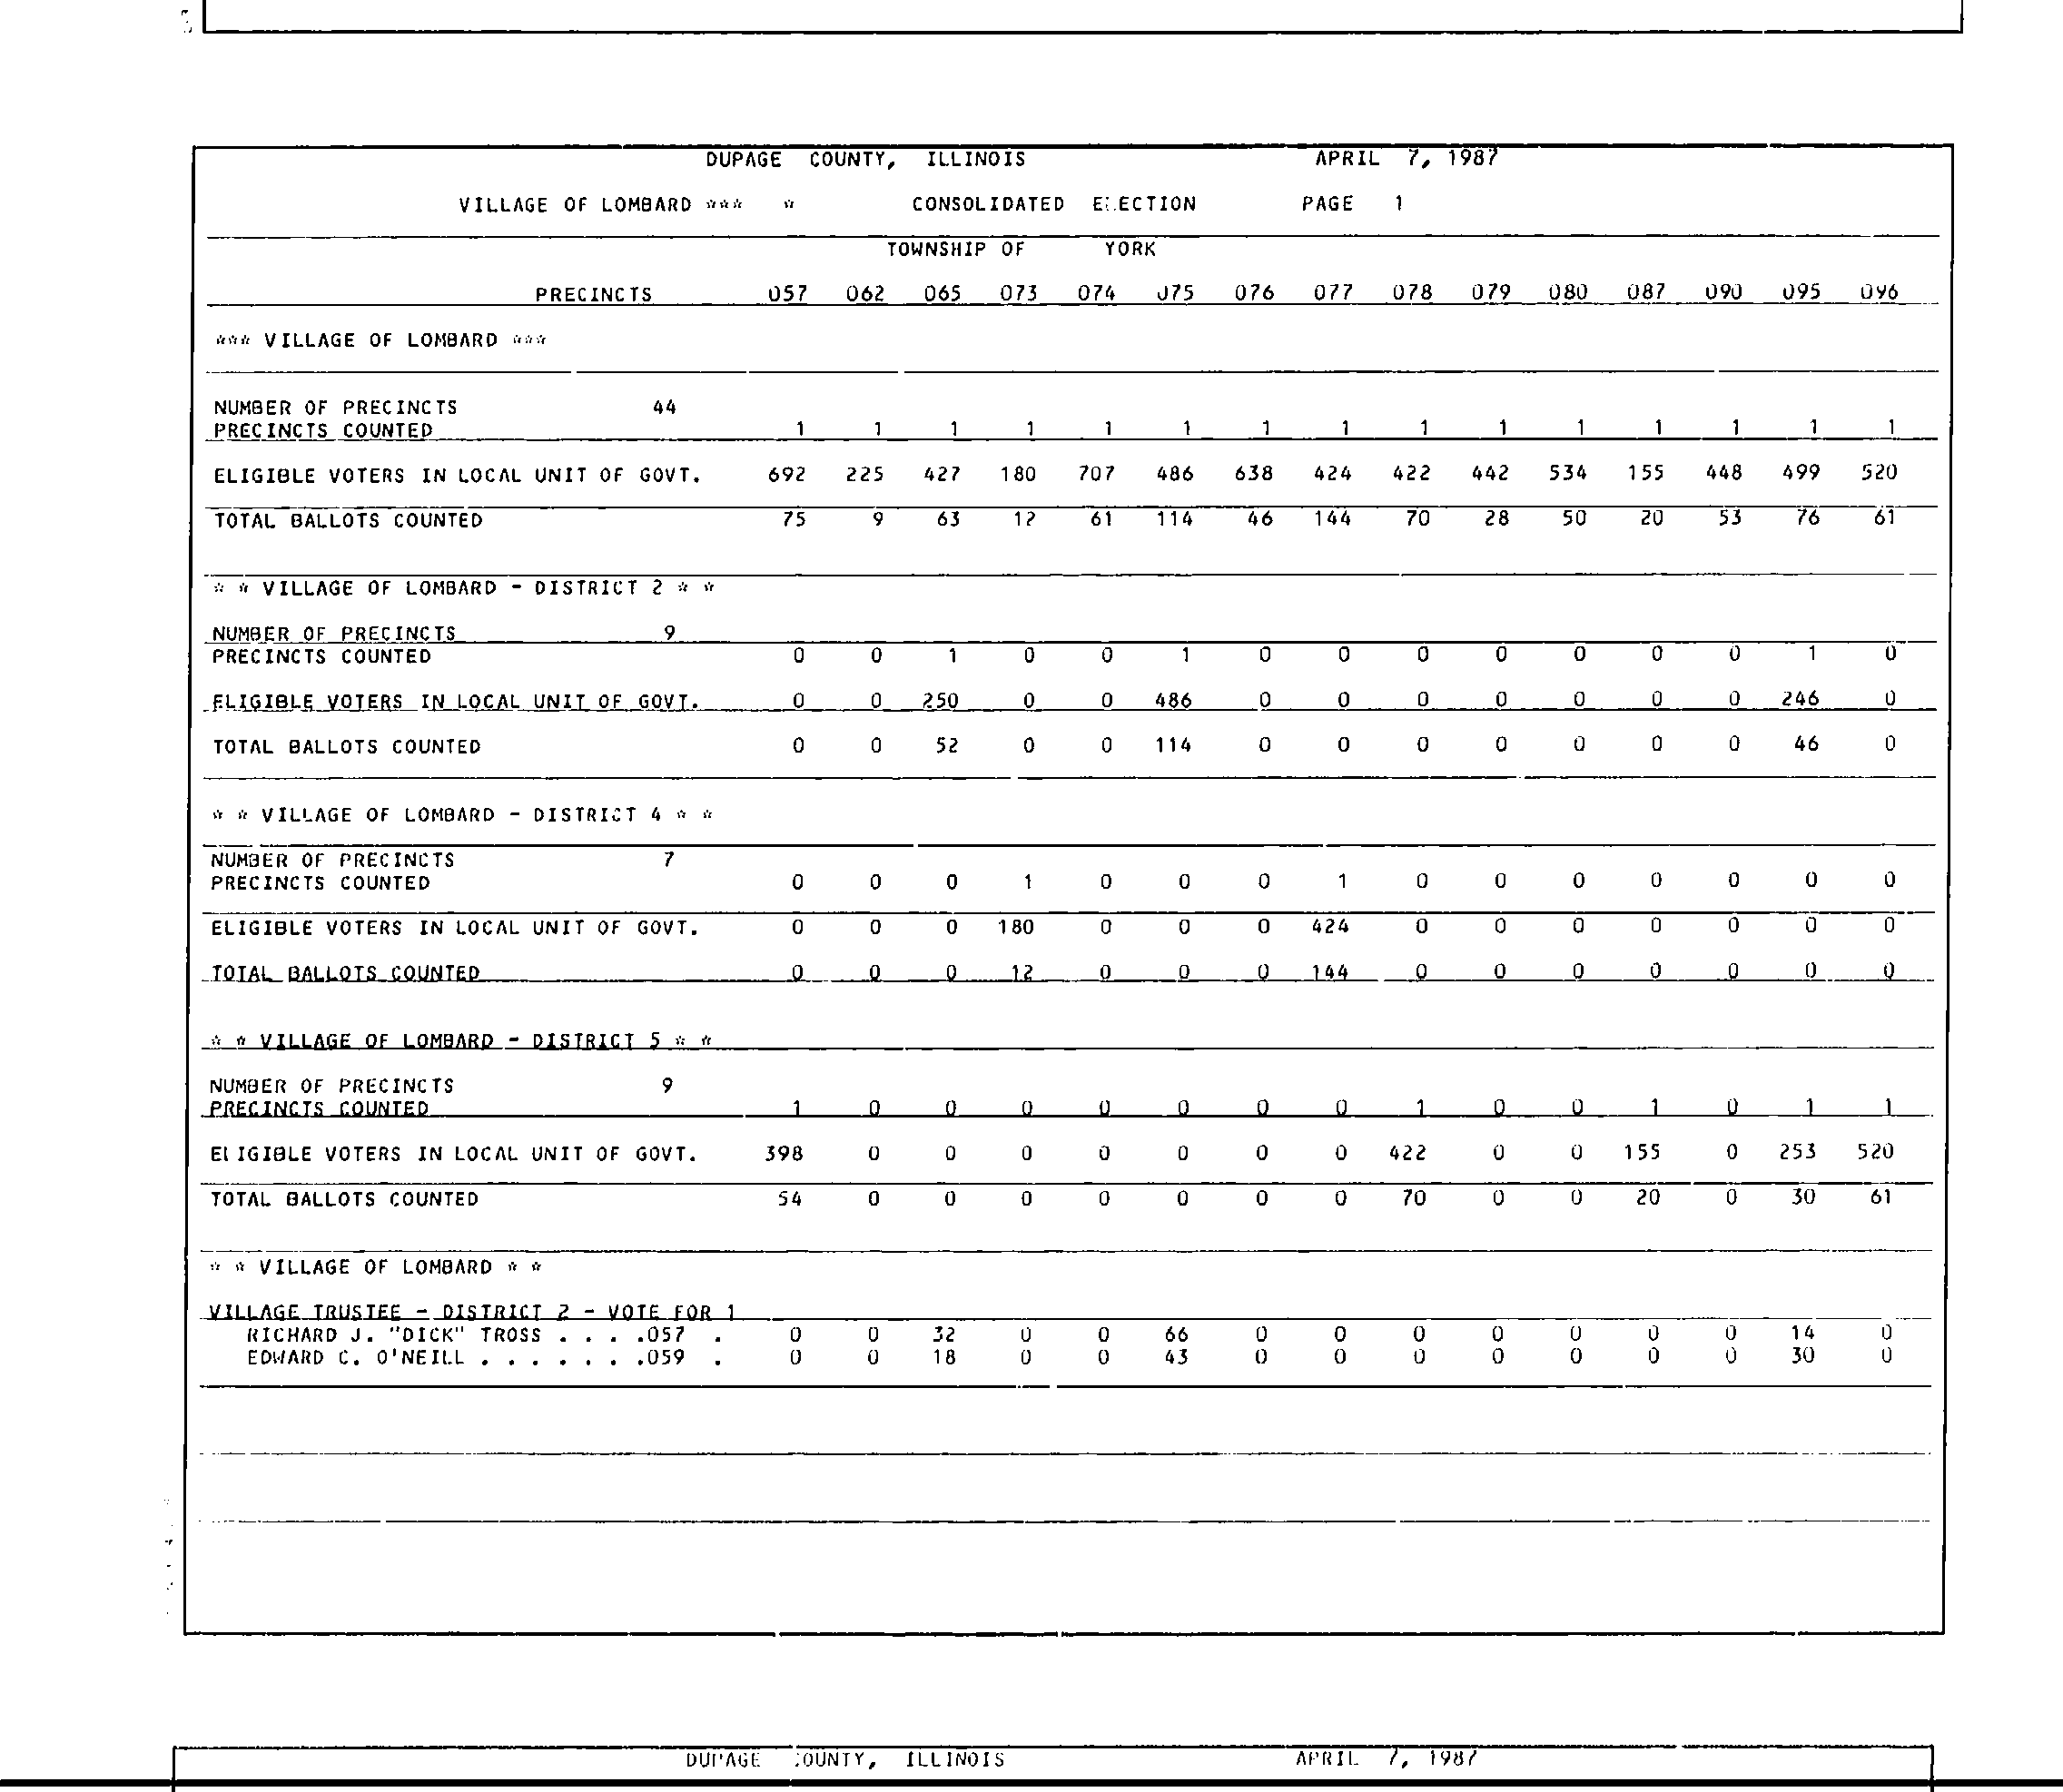 DUPAGE COUNTY, ILLINOIS APRIL 7, 1987
VILLAGE OF LOMBARD *** * CONSOLIDATED ELECTION PAGE 1
TOWNSHIP OF YORK
PRECINCTS 057 062 065 073 074 075 076 077 078 079 080 087 090 095 096
*** VILLAGE OF LOMBARD ***
NUMBER OF PRECINCTS 44
PRECINCTS COUNTED 1 1 1 1 1 1 1 1 1 1 1 1 1 1 1
ELIGIBLE VOTERS IN LOCAL UNIT OF GOVT. 692 225 427 180 707 486 638 424 422 442 534 155 448 499 520
TOTAL BALLOTS COUNTED 75 9 63 12 61 114 46 144 70 28 50 20 53 76 61
* * VILLAGE OF LOMBARD - DISTRICT 2 * *
NUMBER OF PRECINCTS 9
PRECINCTS COUNTED 0 0 1 0 0 1 0 0 0 0 0 0 0 1 0
ELIGIBLE VOTERS IN LOCAL UNIT OF GOVT. 0 0 250 0 0 486 0 0 0 0 0 0 0 246 0
TOTAL BALLOTS COUNTED 0 0 52 0 0 114 0 0 0 0 0 0 0 46 0
* * VILLAGE OF LOMBARD - DISTRICT 4 * *
NUMBER OF PRECINCTS 7
PRECINCTS COUNTED 0 0 0 1 0 0 0 1 0 0 0 0 0 0 0
ELIGIBLE VOTERS IN LOCAL UNIT OF GOVT. 0 0 0 180 0 0 0 424 0 0 0 0 0 0 0
TOTAL BALLOTS COUNTED 0 0 0 12 0 0 0 144 0 0 0 0 0 0 0
* * VILLAGE OF LOMBARD - DISTRICT 5 * *
NUMBER OF PRECINCTS 9
PRECINCTS COUNTED 1 0 0 0 0 0 0 0 1 0 0 1 0 1 1
ELIGIBLE VOTERS IN LOCAL UNIT OF GOVT. 398 0 0 0 0 0 0 0 422 0 0 155 0 253 520
TOTAL BALLOTS COUNTED 54 0 0 0 0 0 0 0 70 0 0 20 0 30 61
* * VILLAGE OF LOMBARD * *
VILLAGE TRUSTEE - DISTRICT 2 - VOTE FOR 1
RICHARD J. "DICK" TROSS . . . .057 . 0 0 32 0 0 66 0 0 0 0 0 0 0 14 0
EDWARD C. O'NEILL . . . . . . .059 . 0 0 18 0 0 43 0 0 0 0 0 0 0 30 0
DUPAGE COUNTY, ILLINOIS APRIL 7, 1987